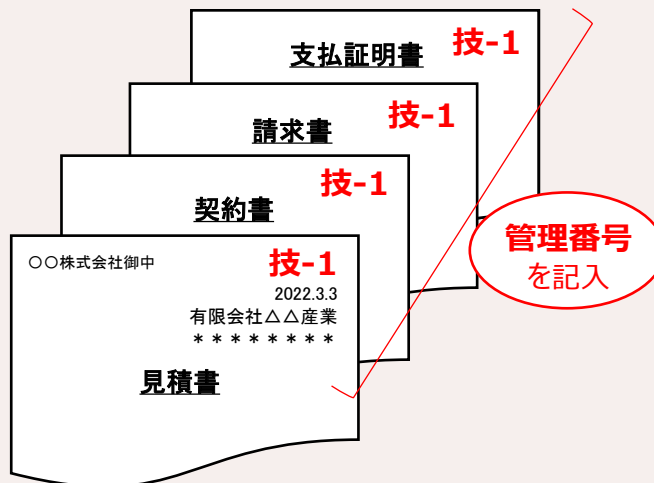 支払証明書 技-1
請求書 技-1
契約書 技-1
〇〇株式会社御中 技-1
2022.3.3
有限会社△△産業
＊＊＊＊＊＊＊＊
見積書
管理番号
を記入